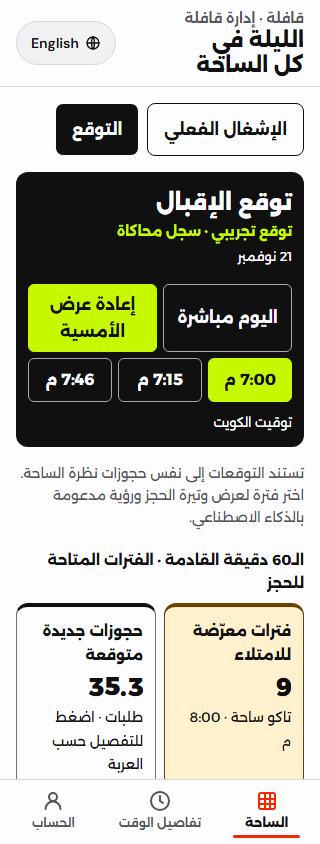 قافلة · إدارة قافلة
الليلة في
كل الساحة
English
الإشغال الفعلي
التوقع
توقع الإقبال
توقع تجريبي · سجل محاكاة
21 نوفمبر
اليوم مباشرة
إعادة عرض
الأمسية
7:00 م
7:15 م
7:46 م
توقيت الكويت
تستند التوقعات إلى نفس حجوزات نظرة الساحة.
اختر فترة لعرض وتيرة الحجز ورؤية مدعومة
بالذكاء الاصطناعي.
الـ60 دقيقة القادمة · الفترات المتاحة
للحجز
فترات معرّضة
للامتلاء
9
تاكو ساحة · 8:00
م
حجوزات جديدة
متوقعة
35.3
طلبات · اضغط
للتفصيل حسب
العربة
الساحة
تفاصيل الوقت
الحساب